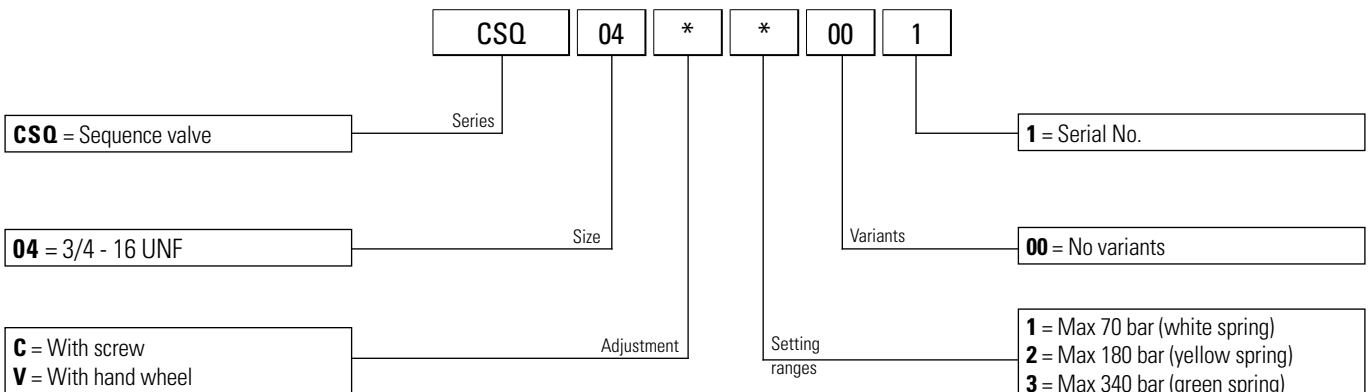 CSQ 04 * * 00 1
Series
CSQ = Sequence valve
1 = Serial No.
Size
04 = 3/4 - 16 UNF
Variants
00 = No variants
Adjustment
C = With screw
V = With hand wheel
Setting
ranges
1 = Max 70 bar (white spring)
2 = Max 180 bar (yellow spring)
3 = Max 340 bar (green spring)